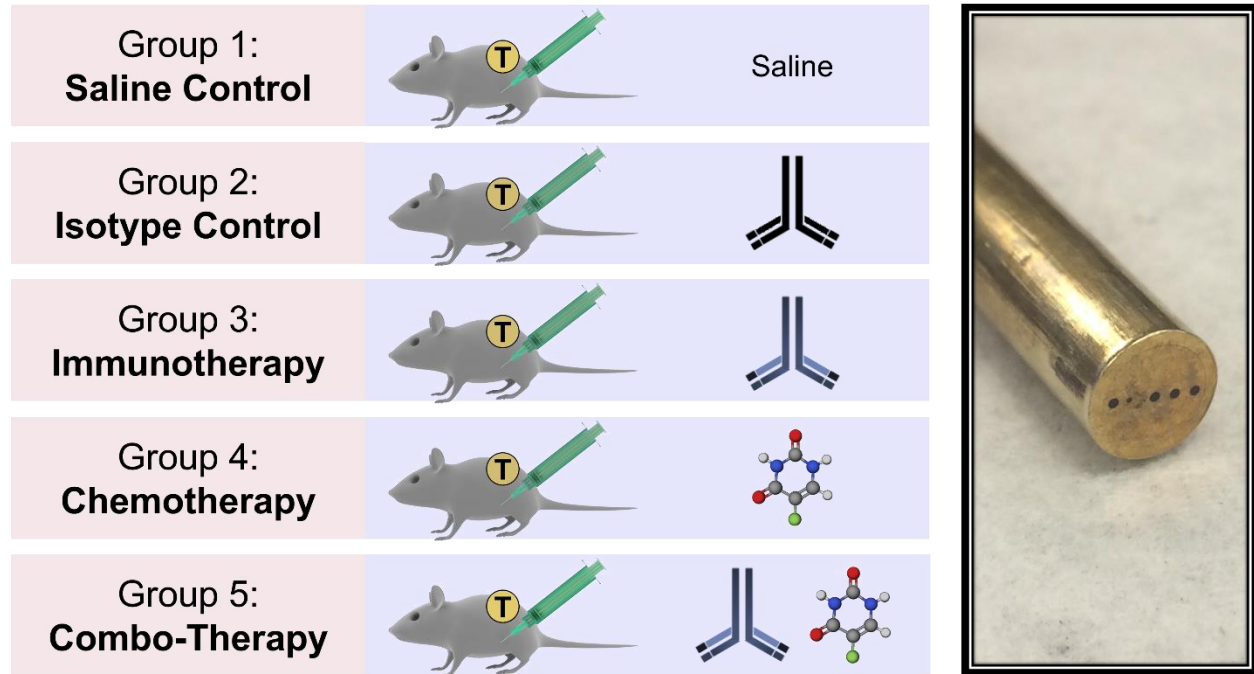 Group 1:
Saline Control
T
Saline
Group 2:
Isotype Control
T
Group 3:
Immunotherapy
T
Group 4:
Chemotherapy
T
Group 5:
Combo-Therapy
T